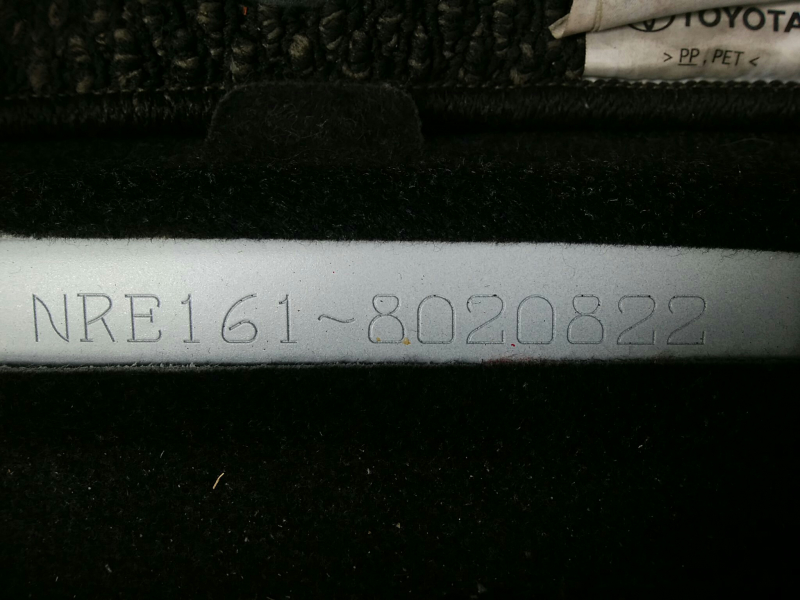 TOYOTA
> PP , PET <
NRE161~8020822